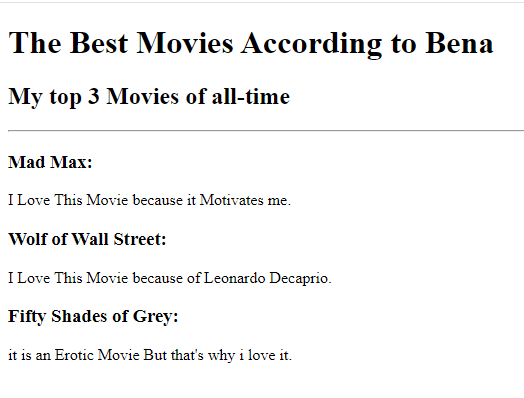 The Best Movies According to Bena
My top 3 Movies of all-time
Mad Max:
I Love This Movie because it Motivates me.
Wolf of Wall Street:
I Love This Movie because of Leonardo Decaprio.
Fifty Shades of Grey:
it is an Erotic Movie But that's why i love it.